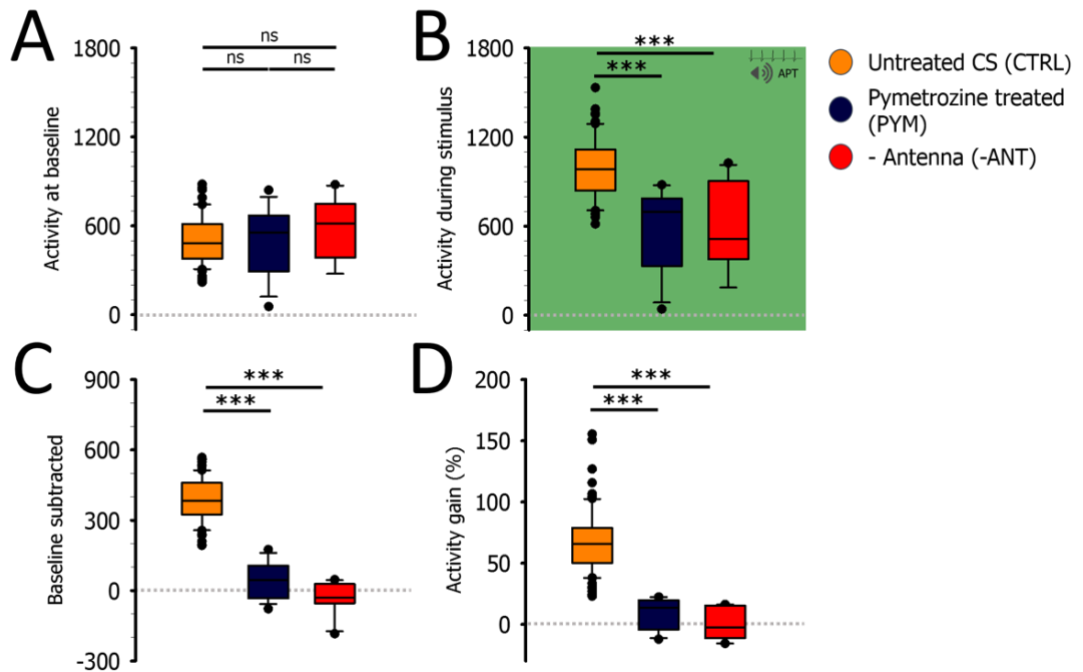 A
1800
1200
600
0
Activity at baseline
ns
ns
ns
B
1800
1200
600
0
Activity during stimulus
***
***
APT
Untreated CS (CTRL)
Pymetrozine treated
(PYM)
- Antenna (-ANT)
C
900
600
300
0
-300
Baseline subtracted
***
***
D
200
150
100
50
0
Activity gain (%)
***
***